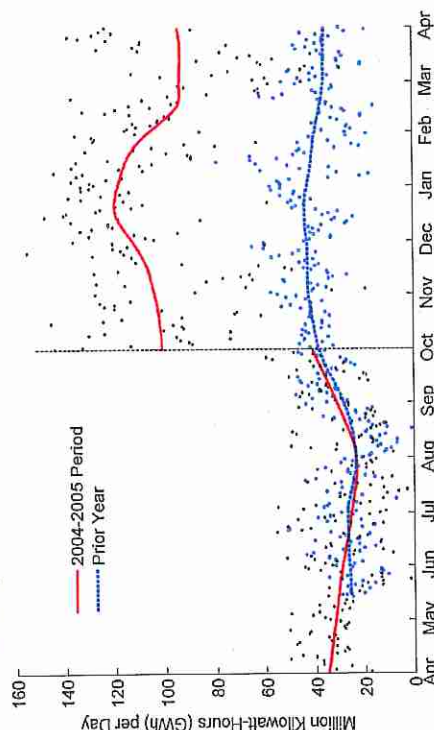 Million Kilowatt-Hours (GWh) per Day
160
140
120
100
80
60
40
20
0
2004-2005 Period
Prior Year
Apr
May
Jun
Jul
Aug
Sep
Oct
Nov
Dec
Jan
Feb
Mar
Apr